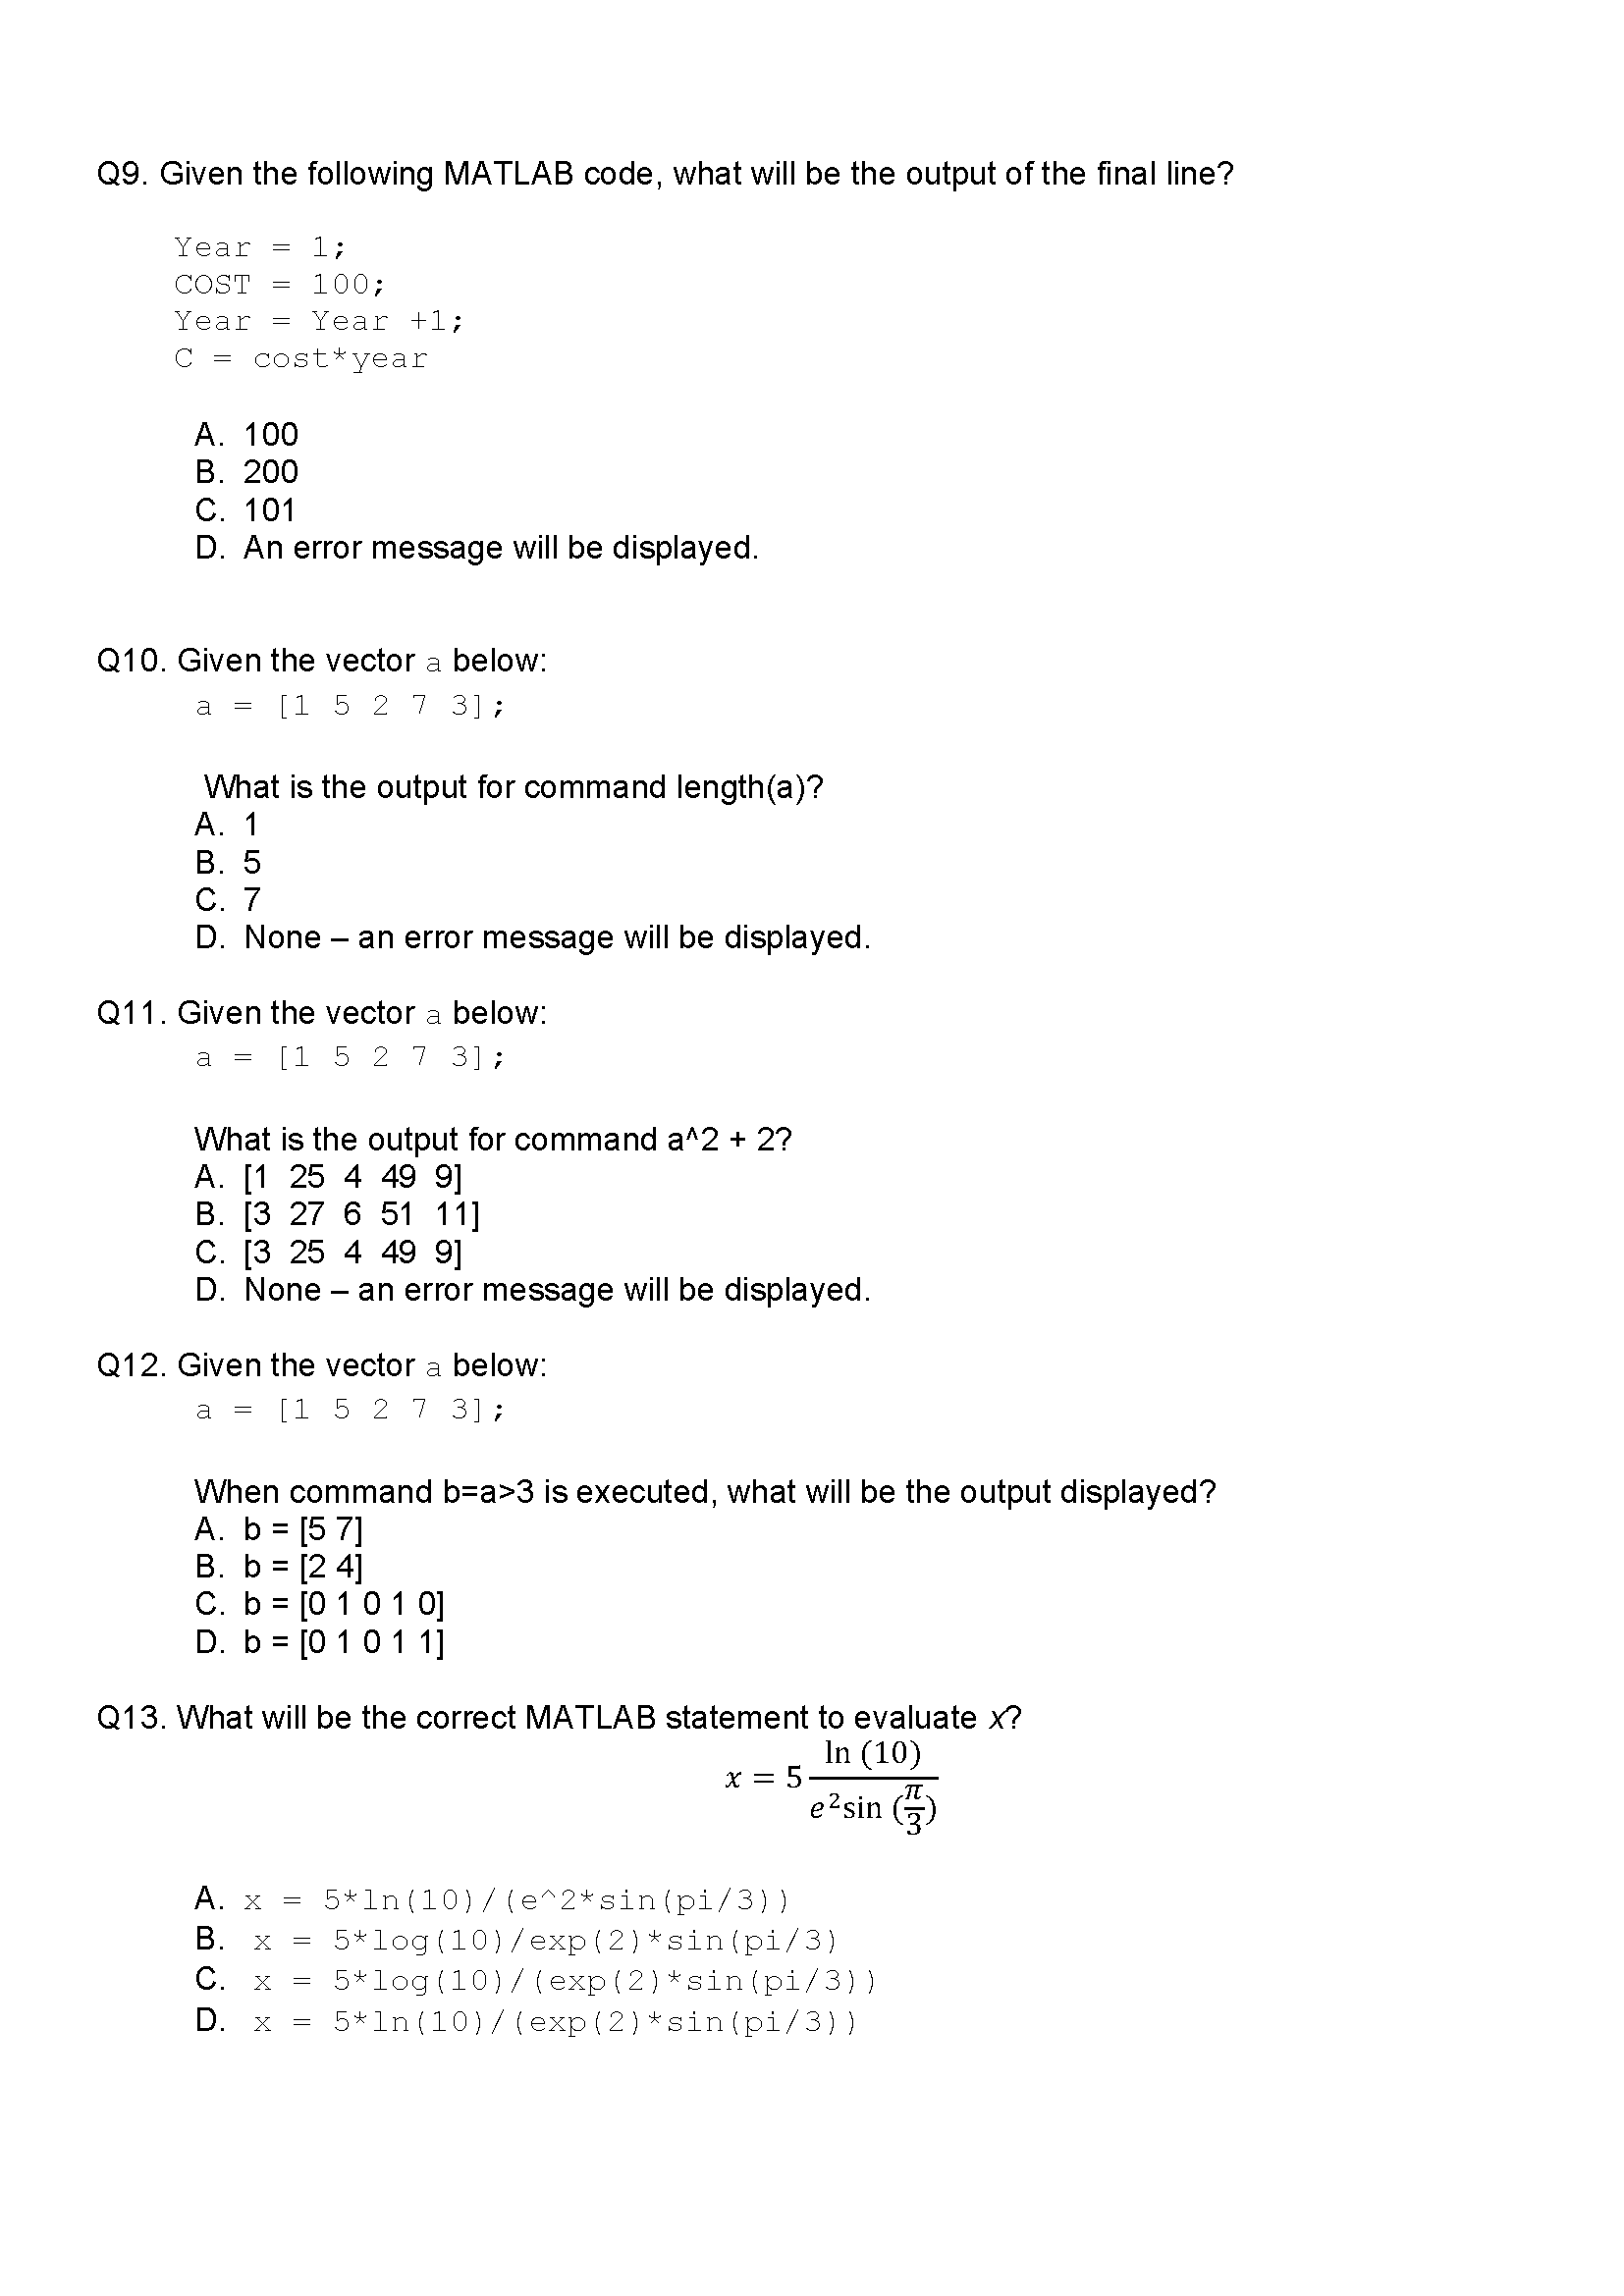 Q9. Given the following MATLAB code, what will be the output of the final line?
Year = 1;
COST = 100;
Year = Year +1;
C = cost*year
A. 100
B. 200
C. 101
D. An error message will be displayed.
Q10. Given the vector a below:
a = [1 5 2 7 3];
What is the output for command length(a)?
A. 1
B. 5
C. 7
D. None – an error message will be displayed.
Q11. Given the vector a below:
a = [1 5 2 7 3];
What is the output for command a^2 + 2?
A. [1 25 4 49 9]
B. [3 27 6 51 11]
C. [3 25 4 49 9]
D. None – an error message will be displayed.
Q12. Given the vector a below:
a = [1 5 2 7 3];
When command b=a>3 is executed, what will be the output displayed?
A. b = [5 7]
B. b = [2 4]
C. b = [0 1 0 1 0]
D. b = [0 1 0 1 1]
Q13. What will be the correct MATLAB statement to evaluate x?
x = 5 ln (10) / e² sin (π/3)
A. x = 5*ln(10)/(e^2*sin(pi/3))
B. x = 5*log(10)/exp(2)*sin(pi/3)
C. x = 5*log(10)/(exp(2)*sin(pi/3))
D. x = 5*ln(10)/(exp(2)*sin(pi/3))